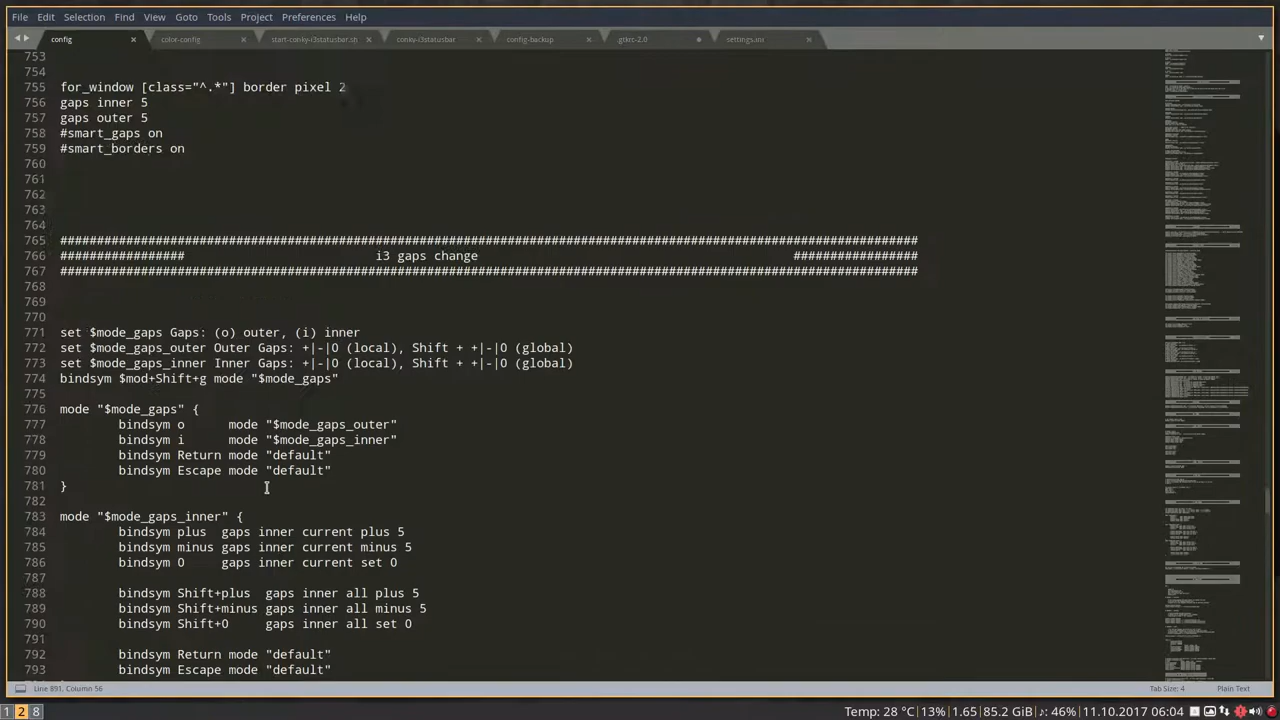 File Edit Selection Find View Goto Tools Project Preferences Help
config color-config start-conky-i3statusbar.sh conky-i3statusbar config-backup .gtkrc-2.0 settings.ini
753
754
755 for_window [class="^.*"] border pixel 2
756 gaps inner 5
757 gaps outer 5
758 #smart_gaps on
759 #smart_borders on
760
761
762
763
764
765 #####################################################################################################################
766 ################# i3 gaps change #################
767 #####################################################################################################################
768
769
770
771 set $mode_gaps Gaps: (o) outer, (i) inner
772 set $mode_gaps_outer Outer Gaps: +|-|0 (local), Shift + +|-|0 (global)
773 set $mode_gaps_inner Inner Gaps: +|-|0 (local), Shift + +|-|0 (global)
774 bindsym $mod+Shift+g mode "$mode_gaps"
775
776 mode "$mode_gaps" {
777 bindsym o mode "$mode_gaps_outer"
778 bindsym i mode "$mode_gaps_inner"
779 bindsym Return mode "default"
780 bindsym Escape mode "default"
781 }
782
783 mode "$mode_gaps_inner" {
784 bindsym plus gaps inner current plus 5
785 bindsym minus gaps inner current minus 5
786 bindsym 0 gaps inner current set 0
787
788 bindsym Shift+plus gaps inner all plus 5
789 bindsym Shift+minus gaps inner all minus 5
790 bindsym Shift+0 gaps inner all set 0
791
792 bindsym Return mode "default"
793 bindsym Escape mode "default"
Line 891, Column 56 Tab Size: 4 Plain Text
1 2 8 Temp: 28 °C|13%|1.65|85.2 GiB|♪: 46%|11.10.2017 06:04